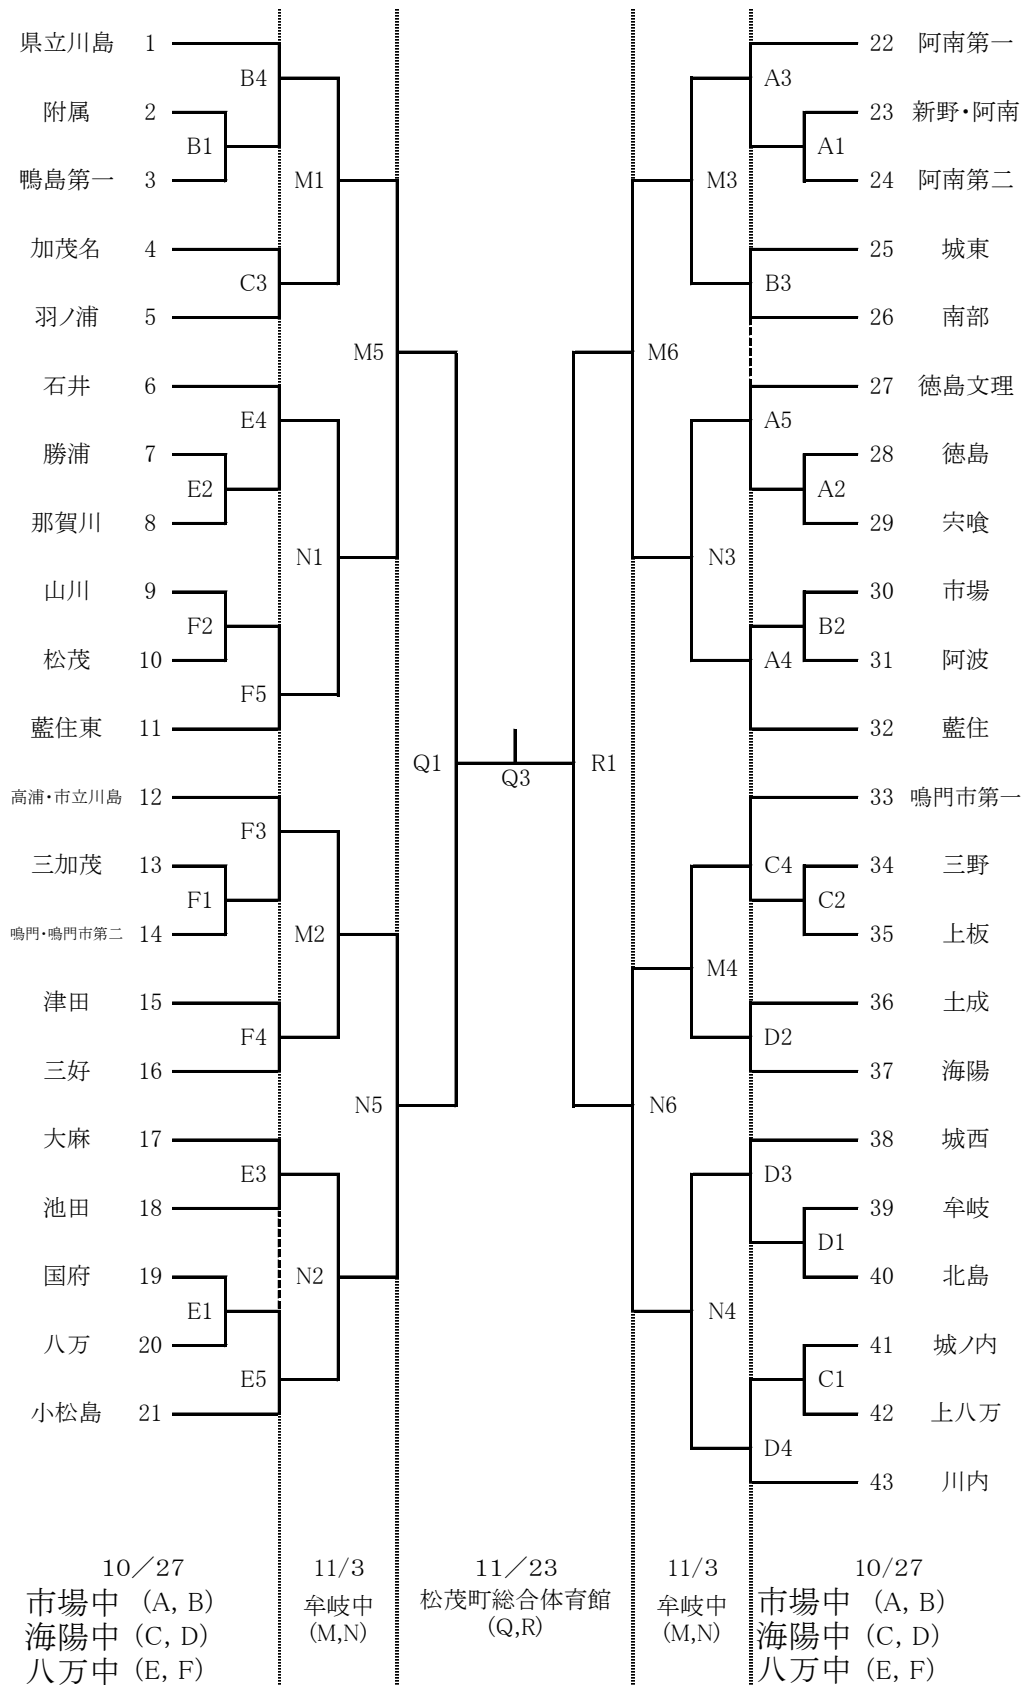 県立川島 1 22 阿南第一
B4 A3
附属 2 23 新野・阿南
B1 A1
鴨島第一 3 M1 M3 24 阿南第二
加茂名 4 25 城東
C3 B3
羽ノ浦 5 26 南部
M5 M6
石井 6 27 徳島文理
E4 A5
勝浦 7 28 徳島
E2 A2
那賀川 8 29 宍喰
N1 N3
山川 9 30 市場
F2 B2
松茂 10 31 阿波
F5 A4
藍住東 11 32 藍住
Q1 Q3 R1
高浦・市立川島 12 33 鳴門市第一
F3
三加茂 13 C4 34 三野
F1 C2
鳴門・鳴門市第二 14 M2 35 上板
M4
津田 15 36 土成
F4 D2
三好 16 37 海陽
N5 N6
大麻 17 38 城西
E3 D3
池田 18 39 牟岐
D1
国府 19 N2 40 北島
E1 N4
八万 20 41 城ノ内
E5 C1
小松島 21 42 上八万
D4
43 川内
10／27 11/3 11／23 11/3 10/27
市場中 (A, B) 牟岐中 松茂町総合体育館 牟岐中 市場中 (A, B)
海陽中 (C, D) (M,N) (Q,R) (M,N) 海陽中 (C, D)
八万中 (E, F) 八万中 (E, F)